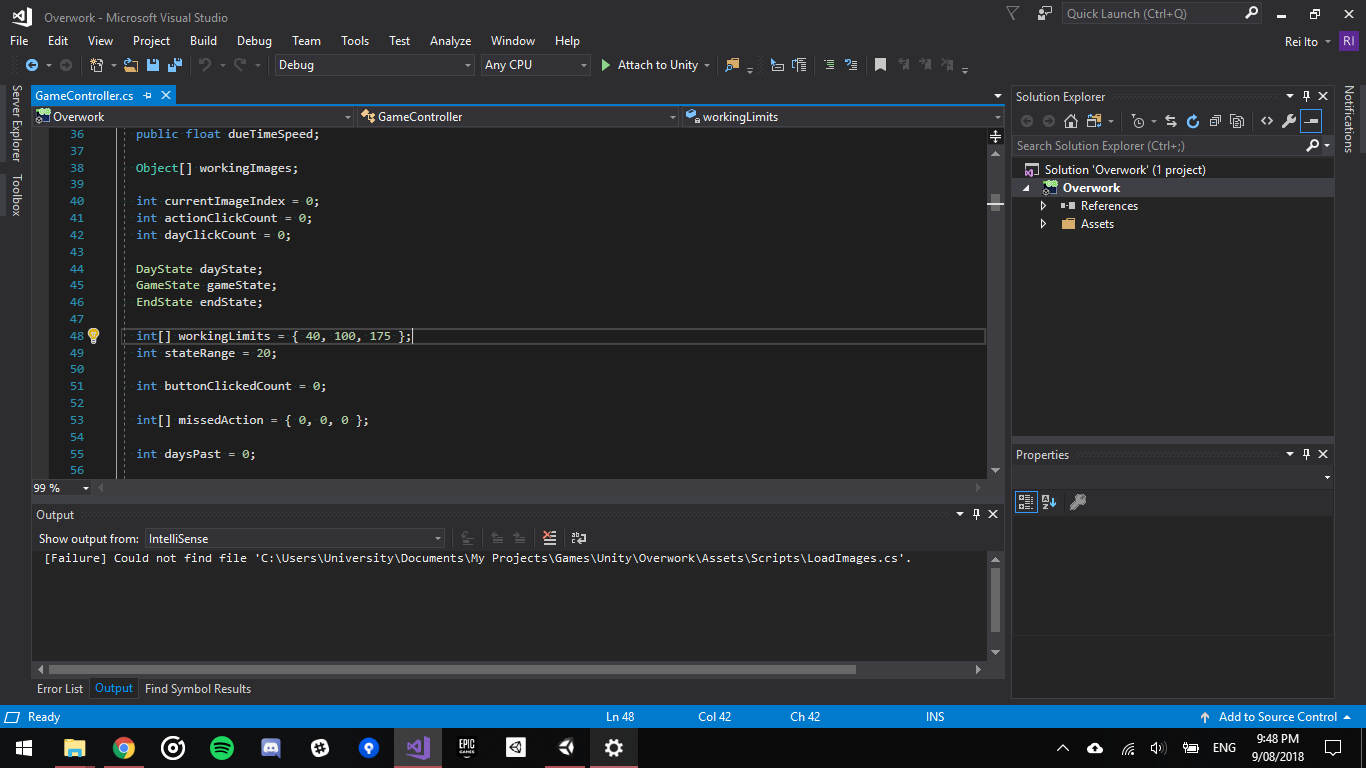 Overwork - Microsoft Visual Studio
Quick Launch (Ctrl+Q)
File Edit View Project Build Debug Team Tools Test Analyze Window Help
Rei Ito RI
Debug Any CPU Attach to Unity
Server Explorer
Toolbox
GameController.cs
Overwork GameController workingLimits
36 public float dueTimeSpeed;
37
38 Object[] workingImages;
39
40 int currentImageIndex = 0;
41 int actionClickCount = 0;
42 int dayClickCount = 0;
43
44 DayState dayState;
45 GameState gameState;
46 EndState endState;
47
48 int[] workingLimits = { 40, 100, 175 };
49 int stateRange = 20;
50
51 int buttonClickedCount = 0;
52
53 int[] missedAction = { 0, 0, 0 };
54
55 int daysPast = 0;
56
99 %
Output
Show output from: IntelliSense
[Failure] Could not find file 'C:\Users\University\Documents\My Projects\Games\Unity\Overwork\Assets\Scripts\LoadImages.cs'.
Error List Output Find Symbol Results
Solution Explorer
Search Solution Explorer (Ctrl+;)
Solution 'Overwork' (1 project)
Overwork
References
Assets
Properties
Notifications
Ready Ln 48 Col 42 Ch 42 INS Add to Source Control
EPIC
GAMES
ENG
9:48 PM
9/08/2018